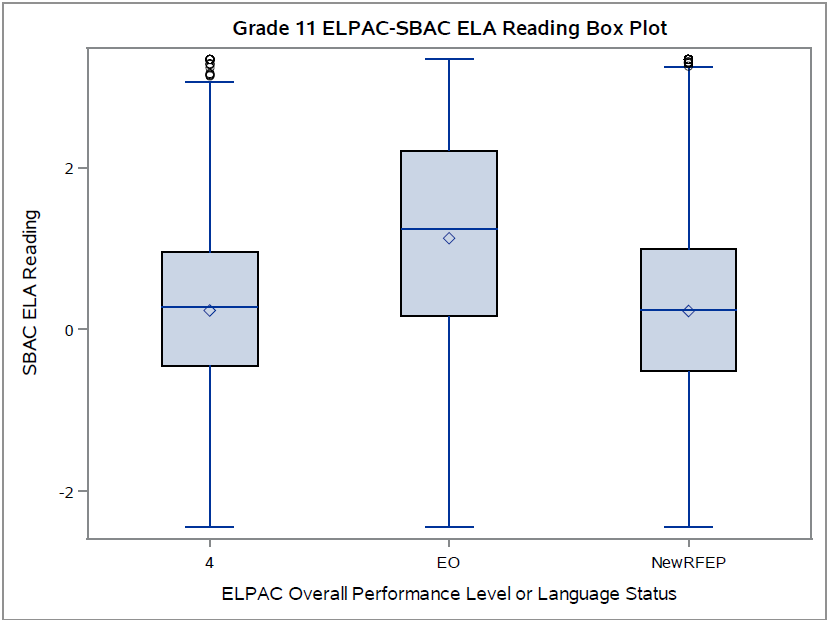 Grade 11 ELPAC-SBAC ELA Reading Box Plot
2
0
-2
SBAC ELA Reading
4
EO
NewRFEP
ELPAC Overall Performance Level or Language Status